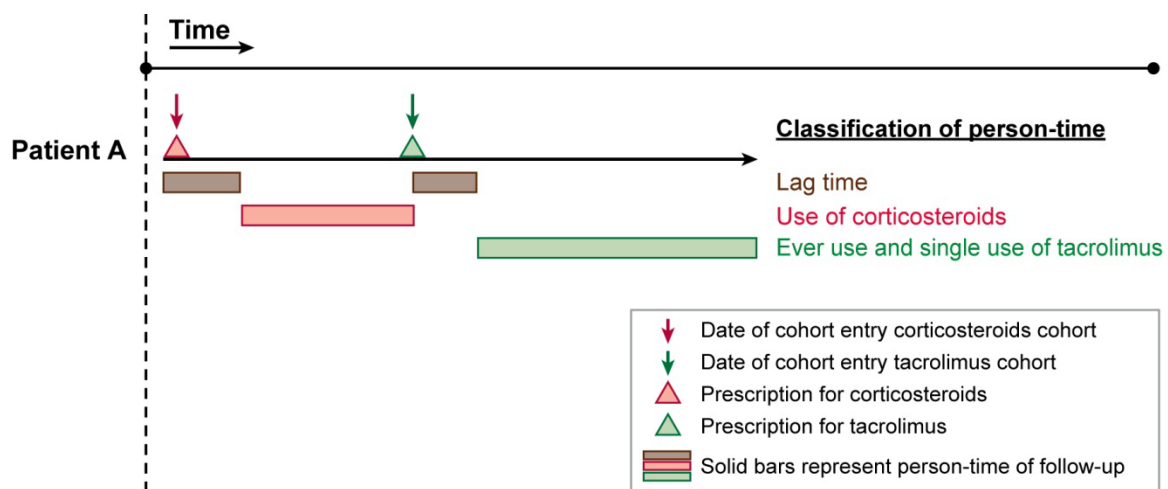 Time
Patient A
Classification of person-time
Lag time
Use of corticosteroids
Ever use and single use of tacrolimus
Date of cohort entry corticosteroids cohort
Date of cohort entry tacrolimus cohort
Prescription for corticosteroids
Prescription for tacrolimus
Solid bars represent person-time of follow-up